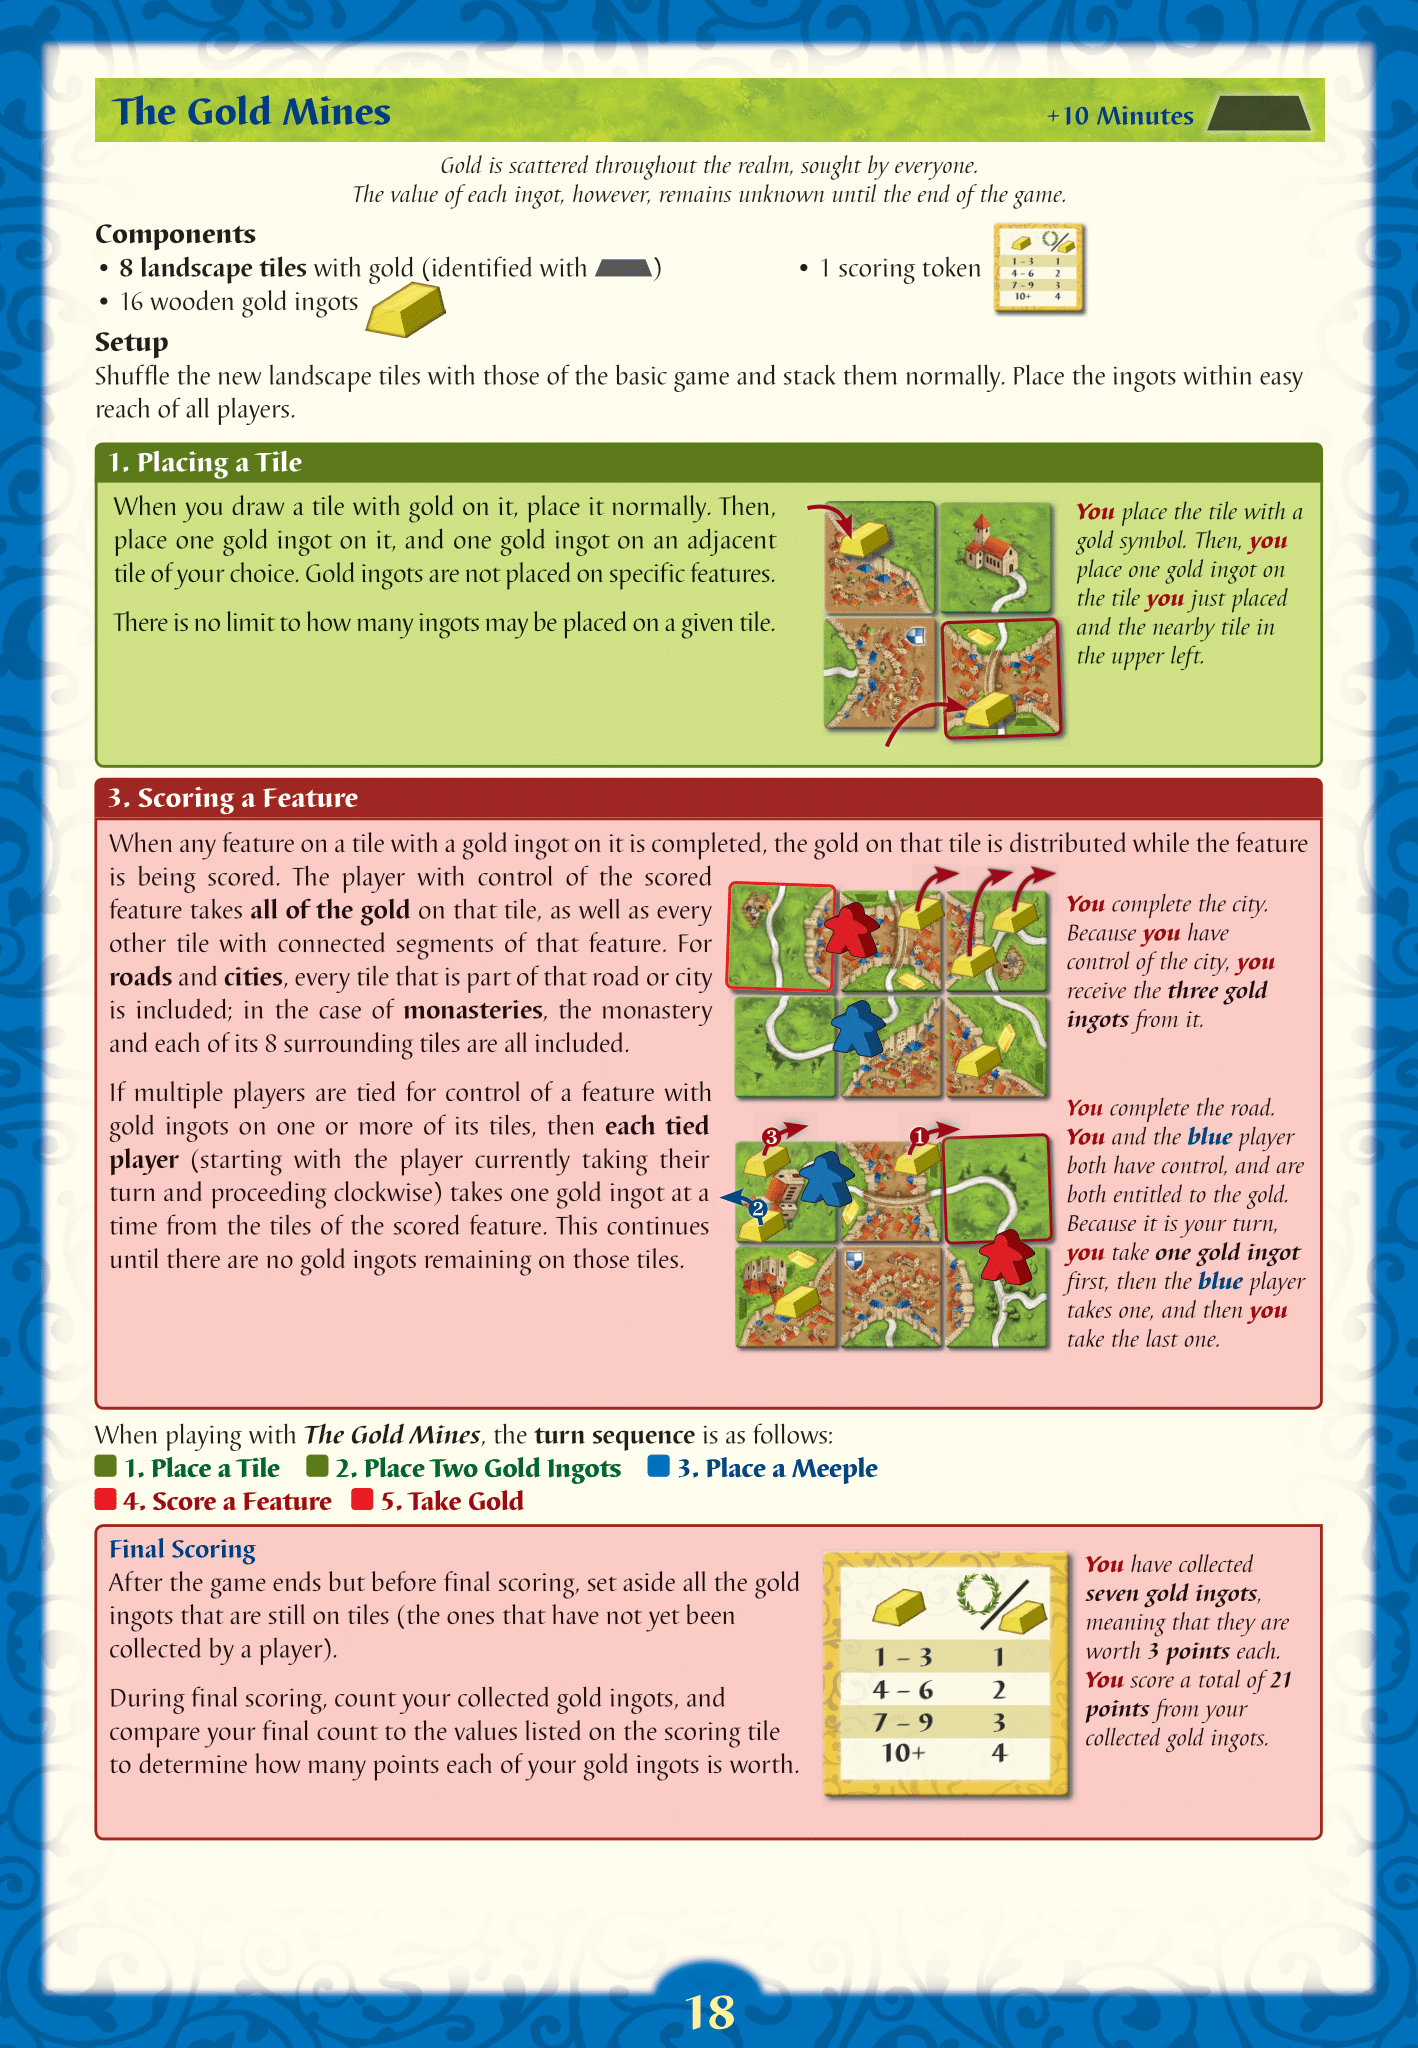 The Gold Mines
+10 Minutes
Gold is scattered throughout the realm, sought by everyone.
The value of each ingot, however, remains unknown until the end of the game.
Components
• 8 landscape tiles with gold (identified with )
• 16 wooden gold ingots
• 1 scoring token
1 – 3 1
4 – 6 2
7 – 9 3
10+ 4
Setup
Shuffle the new landscape tiles with those of the basic game and stack them normally. Place the ingots within easy
reach of all players.
1. Placing a Tile
When you draw a tile with gold on it, place it normally. Then,
place one gold ingot on it, and one gold ingot on an adjacent
tile of your choice. Gold ingots are not placed on specific features.
There is no limit to how many ingots may be placed on a given tile.
You place the tile with a
gold symbol. Then, you
place one gold ingot on
the tile you just placed
and the nearby tile in
the upper left.
3. Scoring a Feature
When any feature on a tile with a gold ingot on it is completed, the gold on that tile is distributed while the feature
is being scored. The player with control of the scored
feature takes all of the gold on that tile, as well as every
other tile with connected segments of that feature. For
roads and cities, every tile that is part of that road or city
is included; in the case of monasteries, the monastery
and each of its 8 surrounding tiles are all included.
If multiple players are tied for control of a feature with
gold ingots on one or more of its tiles, then each tied
player (starting with the player currently taking their
turn and proceeding clockwise) takes one gold ingot at a
time from the tiles of the scored feature. This continues
until there are no gold ingots remaining on those tiles.
You complete the city.
Because you have
control of the city, you
receive the three gold
ingots from it.
3
1
2
You complete the road.
You and the blue player
both have control, and are
both entitled to the gold.
Because it is your turn,
you take one gold ingot
first, then the blue player
takes one, and then you
take the last one.
When playing with The Gold Mines, the turn sequence is as follows:
1. Place a Tile 2. Place Two Gold Ingots 3. Place a Meeple
4. Score a Feature 5. Take Gold
Final Scoring
After the game ends but before final scoring, set aside all the gold
ingots that are still on tiles (the ones that have not yet been
collected by a player).
During final scoring, count your collected gold ingots, and
compare your final count to the values listed on the scoring tile
to determine how many points each of your gold ingots is worth.
1 – 3 1
4 – 6 2
7 – 9 3
10+ 4
You have collected
seven gold ingots,
meaning that they are
worth 3 points each.
You score a total of 21
points from your
collected gold ingots.
18